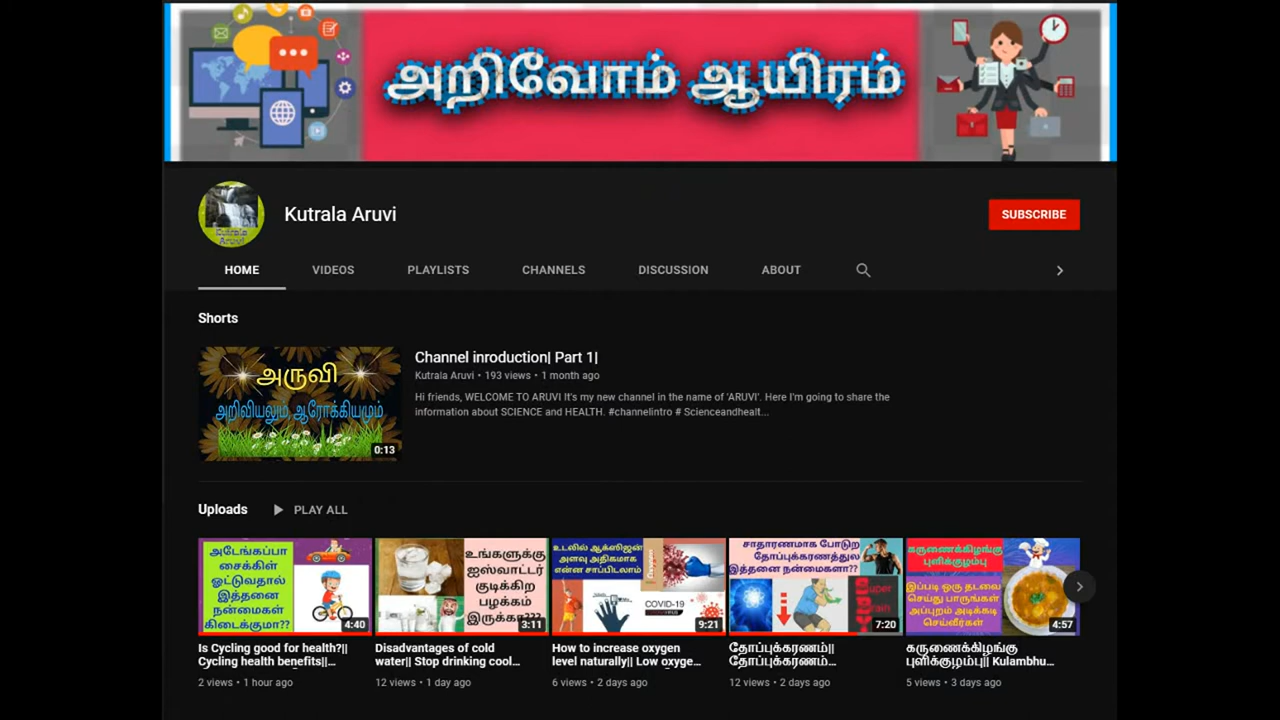 அறிவோம் ஆயிரம்
Kutrala Aruvi
Kutrala Aruvi
SUBSCRIBE
HOME VIDEOS PLAYLISTS CHANNELS DISCUSSION ABOUT
Shorts
அருவி
அறிவியலும், ஆரோக்கியமும்
0:13
Channel inroduction| Part 1|
Kutrala Aruvi • 193 views • 1 month ago
Hi friends, WELCOME TO ARUVI It's my new channel in the name of 'ARUVI'. Here I'm going to share the
information about SCIENCE and HEALTH. #channelintro # Scienceandhealt...
Uploads PLAY ALL
அடேங்கப்பா
சைக்கிள்
ஓட்டுவதால்
இத்தனை
நன்மைகள்
கிடைக்குமா??
4:40
Is Cycling good for health?||
Cycling health benefits||...
2 views • 1 hour ago
உங்களுக்கு
ஐஸ்வாட்டர்
குடிக்கிற
பழக்கம்
இருக்கா???
3:11
Disadvantages of cold
water|| Stop drinking cool...
12 views • 1 day ago
உடலில் ஆக்ஸிஜன்
அளவு அதிகமாக
என்ன சாப்பிடலாம்
COVID-19
9:21
How to increase oxygen
level naturally|| Low oxyge...
6 views • 2 days ago
சாதாரணமாக போடுற
தோப்புக்கரணத்துல
இத்தனை நன்மைகளா??
7:20
தோப்புக்கரணம்||
தோப்புக்கரணம்...
12 views • 2 days ago
கருணைக்கிழங்கு
புளிக்குழம்பு
இப்படி ஒரு தடவை
செய்து பாருங்கள்
அப்புறம் அடிக்கடி
செய்வீர்கள்
4:57
கருணைக்கிழங்கு
புளிக்குழம்பு|| Kulambhu...
5 views • 3 days ago